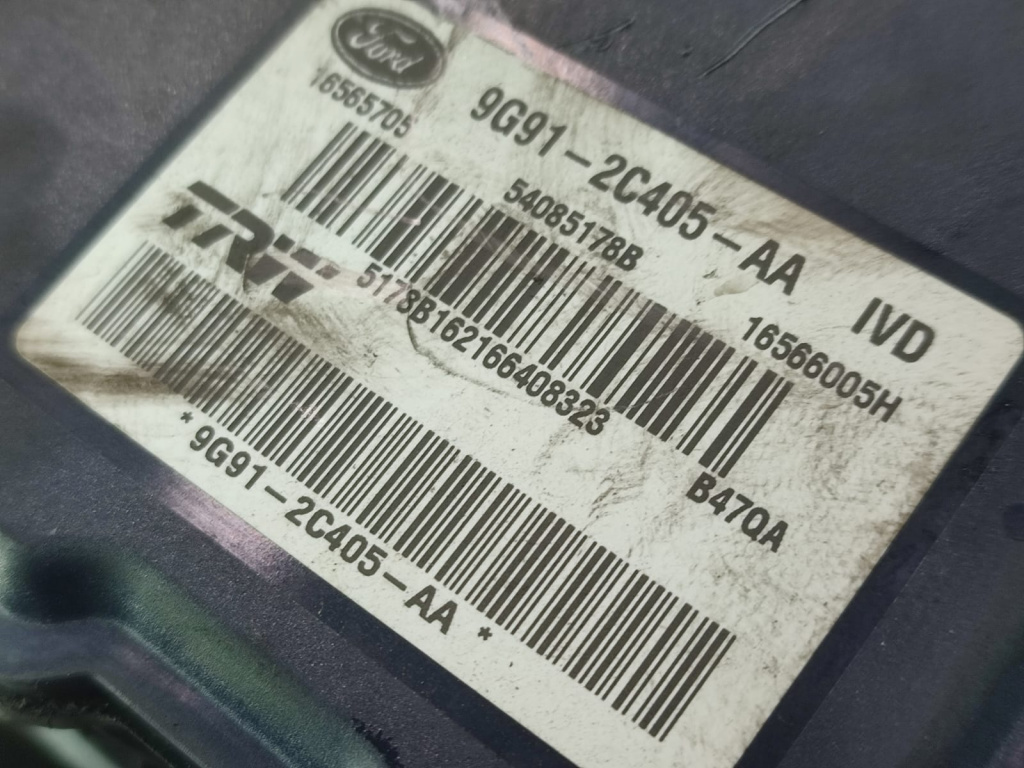 Ford
9G91-2C405-AA IVD
16565705
54085178B
16566005H
TRW
5178B162166408323
B47QA
*9G91-2C405-AA*